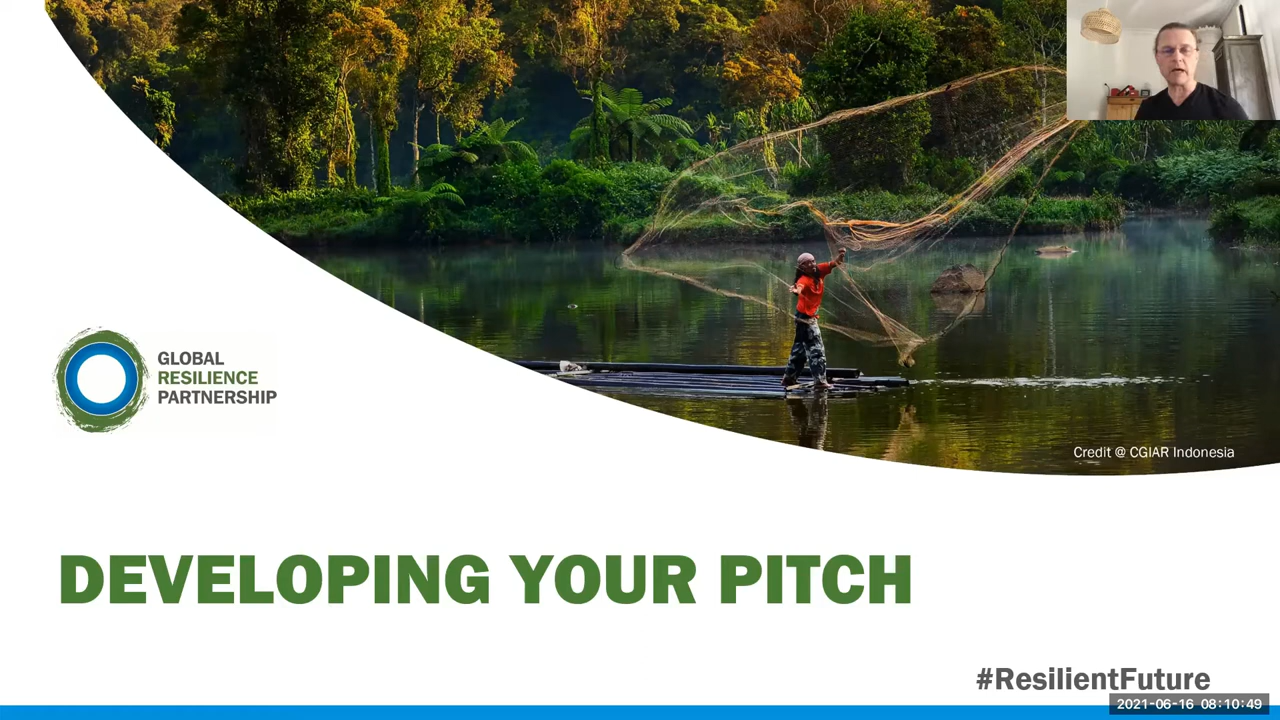 GLOBAL
RESILIENCE
PARTNERSHIP
Credit @ CGIAR Indonesia
DEVELOPING YOUR PITCH
#ResilientFuture
2021-06-16 08:10:49